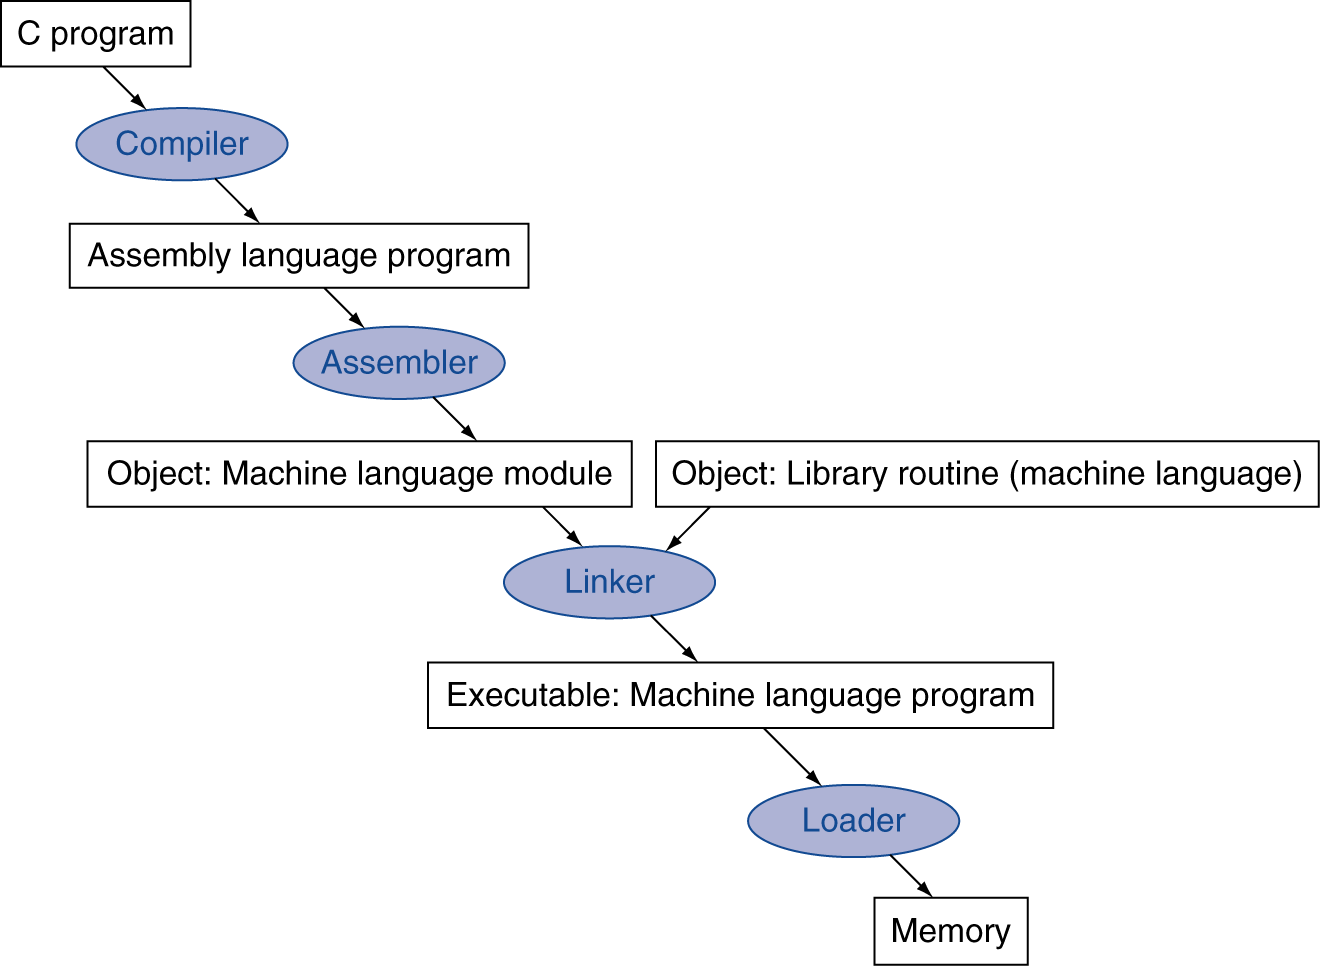 C program
Compiler
Assembly language program
Assembler
Object: Machine language module
Object: Library routine (machine language)
Linker
Executable: Machine language program
Loader
Memory